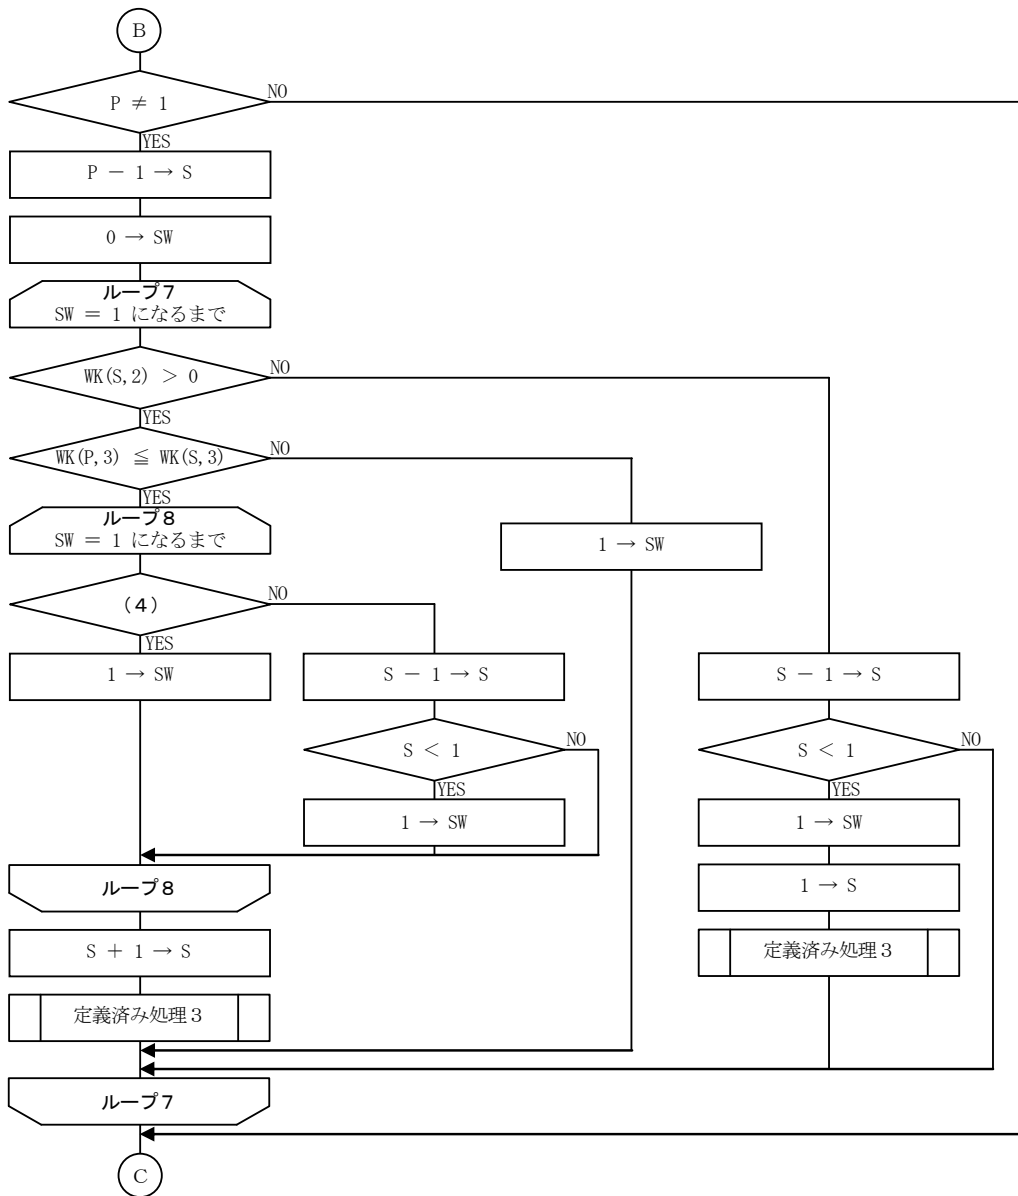 B
P ≠ 1
NO
YES
P － 1 → S
0 → SW
ループ７
SW ＝ 1 になるまで
WK(S,2) ＞ 0
NO
YES
WK(P,3) ≦ WK(S,3)
NO
YES
ループ８
SW ＝ 1 になるまで
1 → SW
（４）
NO
YES
1 → SW
S － 1 → S
S － 1 → S
S ＜ 1
NO
YES
S ＜ 1
NO
YES
1 → SW
1 → SW
ループ８
1 → S
S ＋ 1 → S
定義済み処理３
定義済み処理３
ループ７
C